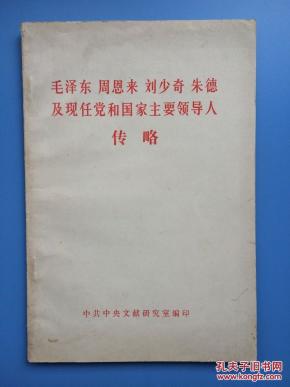 毛泽东 周恩来 刘少奇 朱德
及现任党和国家主要领导人
传略
中共中央文献研究室编印
孔夫子旧书网